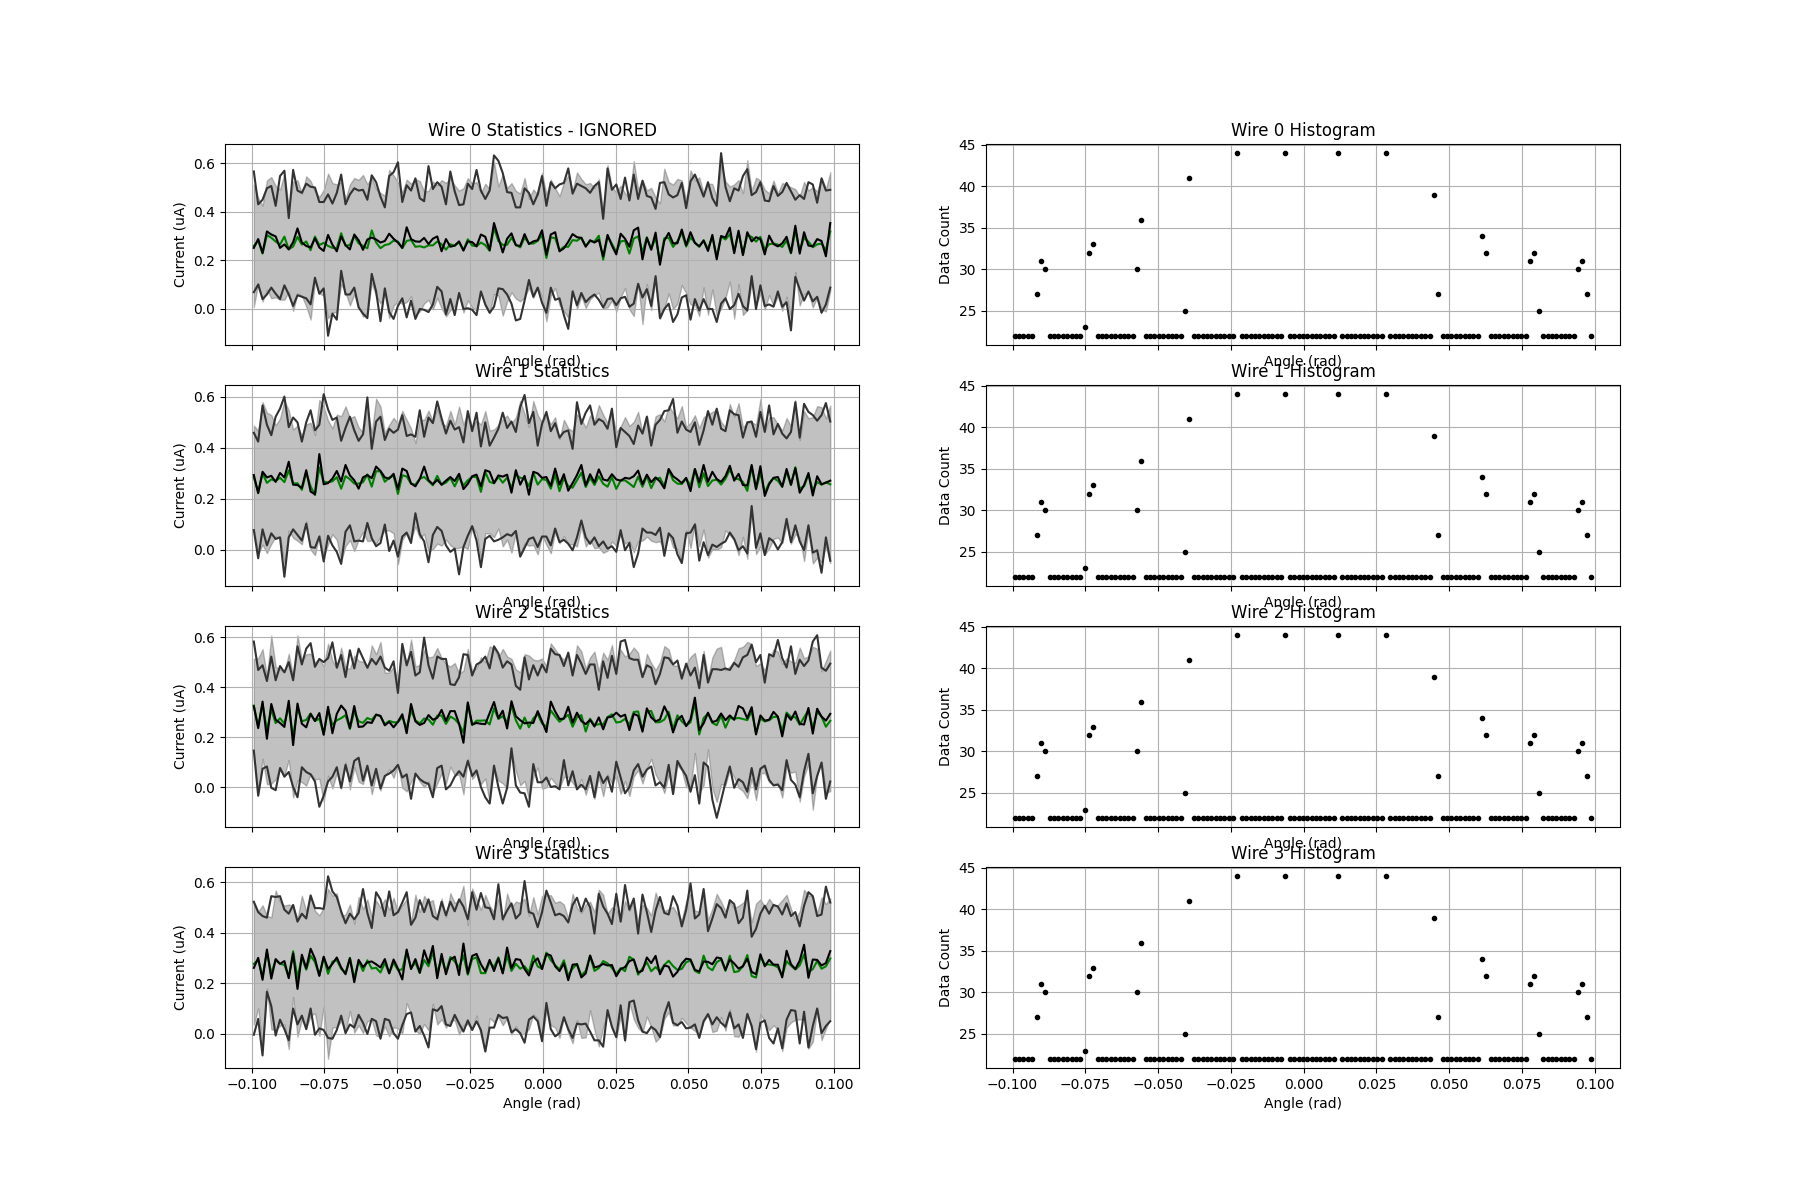 Wire 0 Statistics - IGNORED
Current (uA)
0.6
0.4
0.2
0.0
Angle (rad)
Wire 0 Histogram
Data Count
45
40
35
30
25
Angle (rad)
Wire 1 Statistics
Current (uA)
0.6
0.4
0.2
0.0
Angle (rad)
Wire 1 Histogram
Data Count
45
40
35
30
25
Angle (rad)
Wire 2 Statistics
Current (uA)
0.6
0.4
0.2
0.0
Angle (rad)
Wire 2 Histogram
Data Count
45
40
35
30
25
Angle (rad)
Wire 3 Statistics
Current (uA)
0.6
0.4
0.2
0.0
−0.100 −0.075 −0.050 −0.025 0.000 0.025 0.050 0.075 0.100
Angle (rad)
Wire 3 Histogram
Data Count
45
40
35
30
25
−0.100 −0.075 −0.050 −0.025 0.000 0.025 0.050 0.075 0.100
Angle (rad)